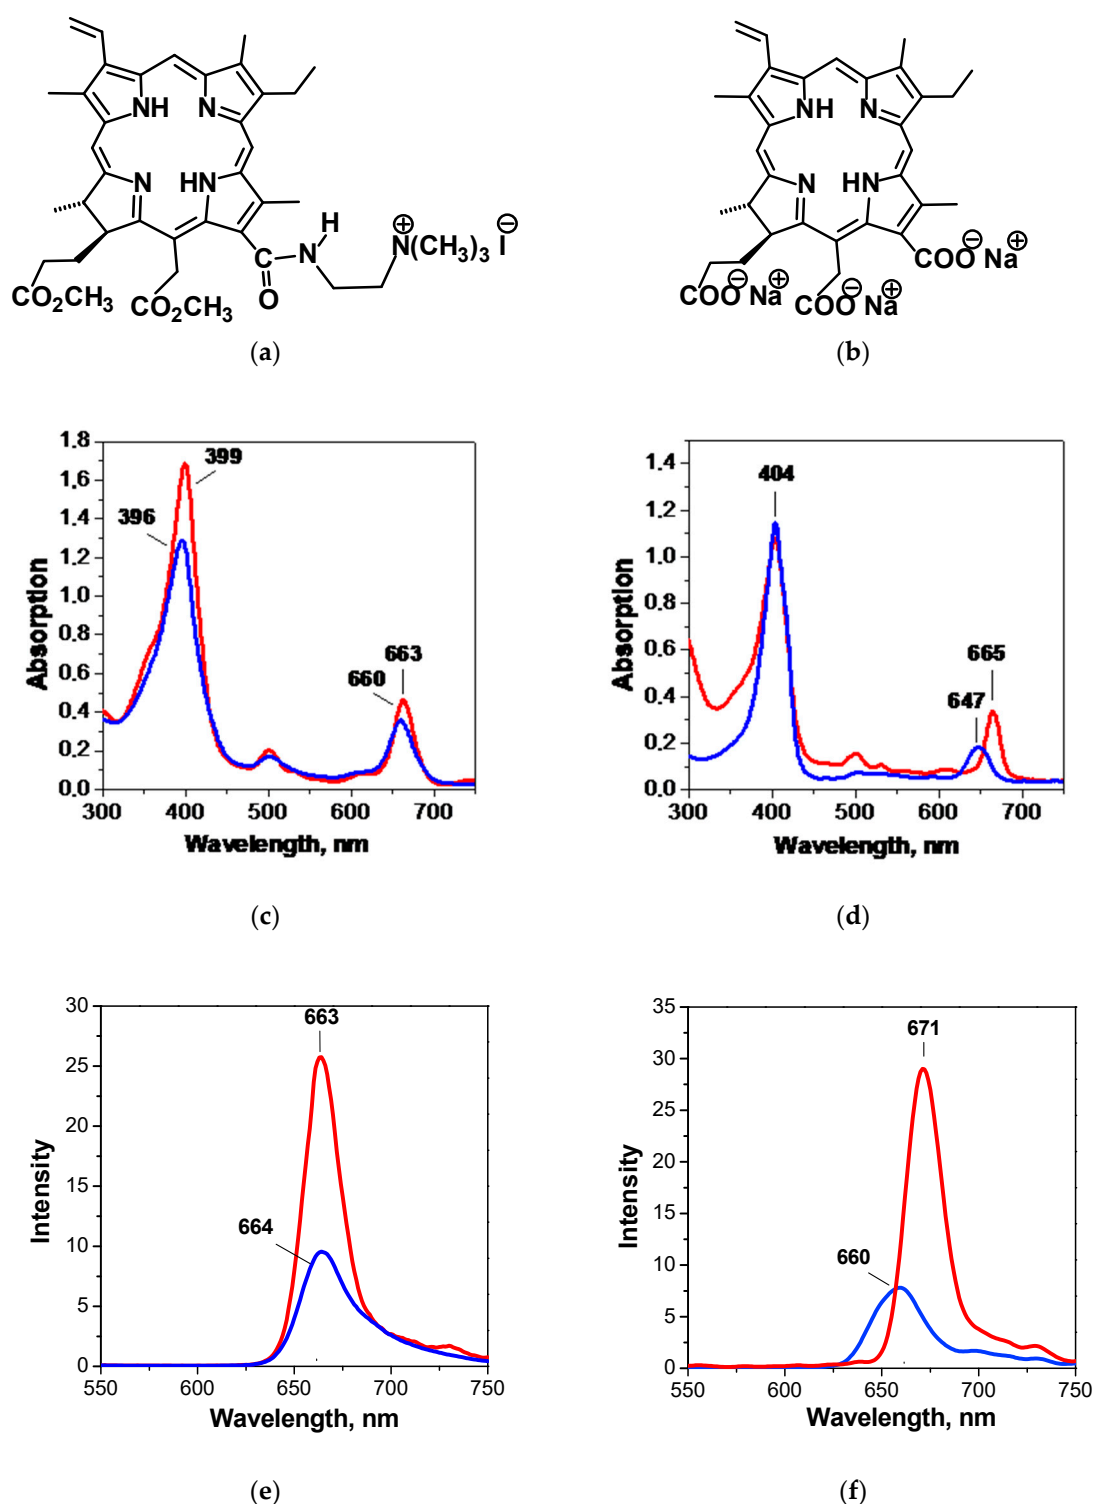 NH N
N HN
H
N
⊕
N(CH₃)₃ I⊖
C
O
CO₂CH₃
CO₂CH₃
(a)
NH N
N HN
COO⊖ Na⊕
COO⊖ Na⊕
COO⊖ Na⊕
(b)
1.8
1.6
1.4
1.2
1.0
0.8
0.6
0.4
0.2
0.0
Absorption
399
396
663
660
300 400 500 600 700
Wavelength, nm
(c)
1.4
1.2
1.0
0.8
0.6
0.4
0.2
0.0
Absorption
404
665
647
300 400 500 600 700
Wavelength, nm
(d)
30
25
20
15
10
5
0
Intensity
663
664
550 600 650 700 750
Wavelength, nm
(e)
35
30
25
20
15
10
5
0
Intensity
671
660
550 600 650 700 750
Wavelength, nm
(f)